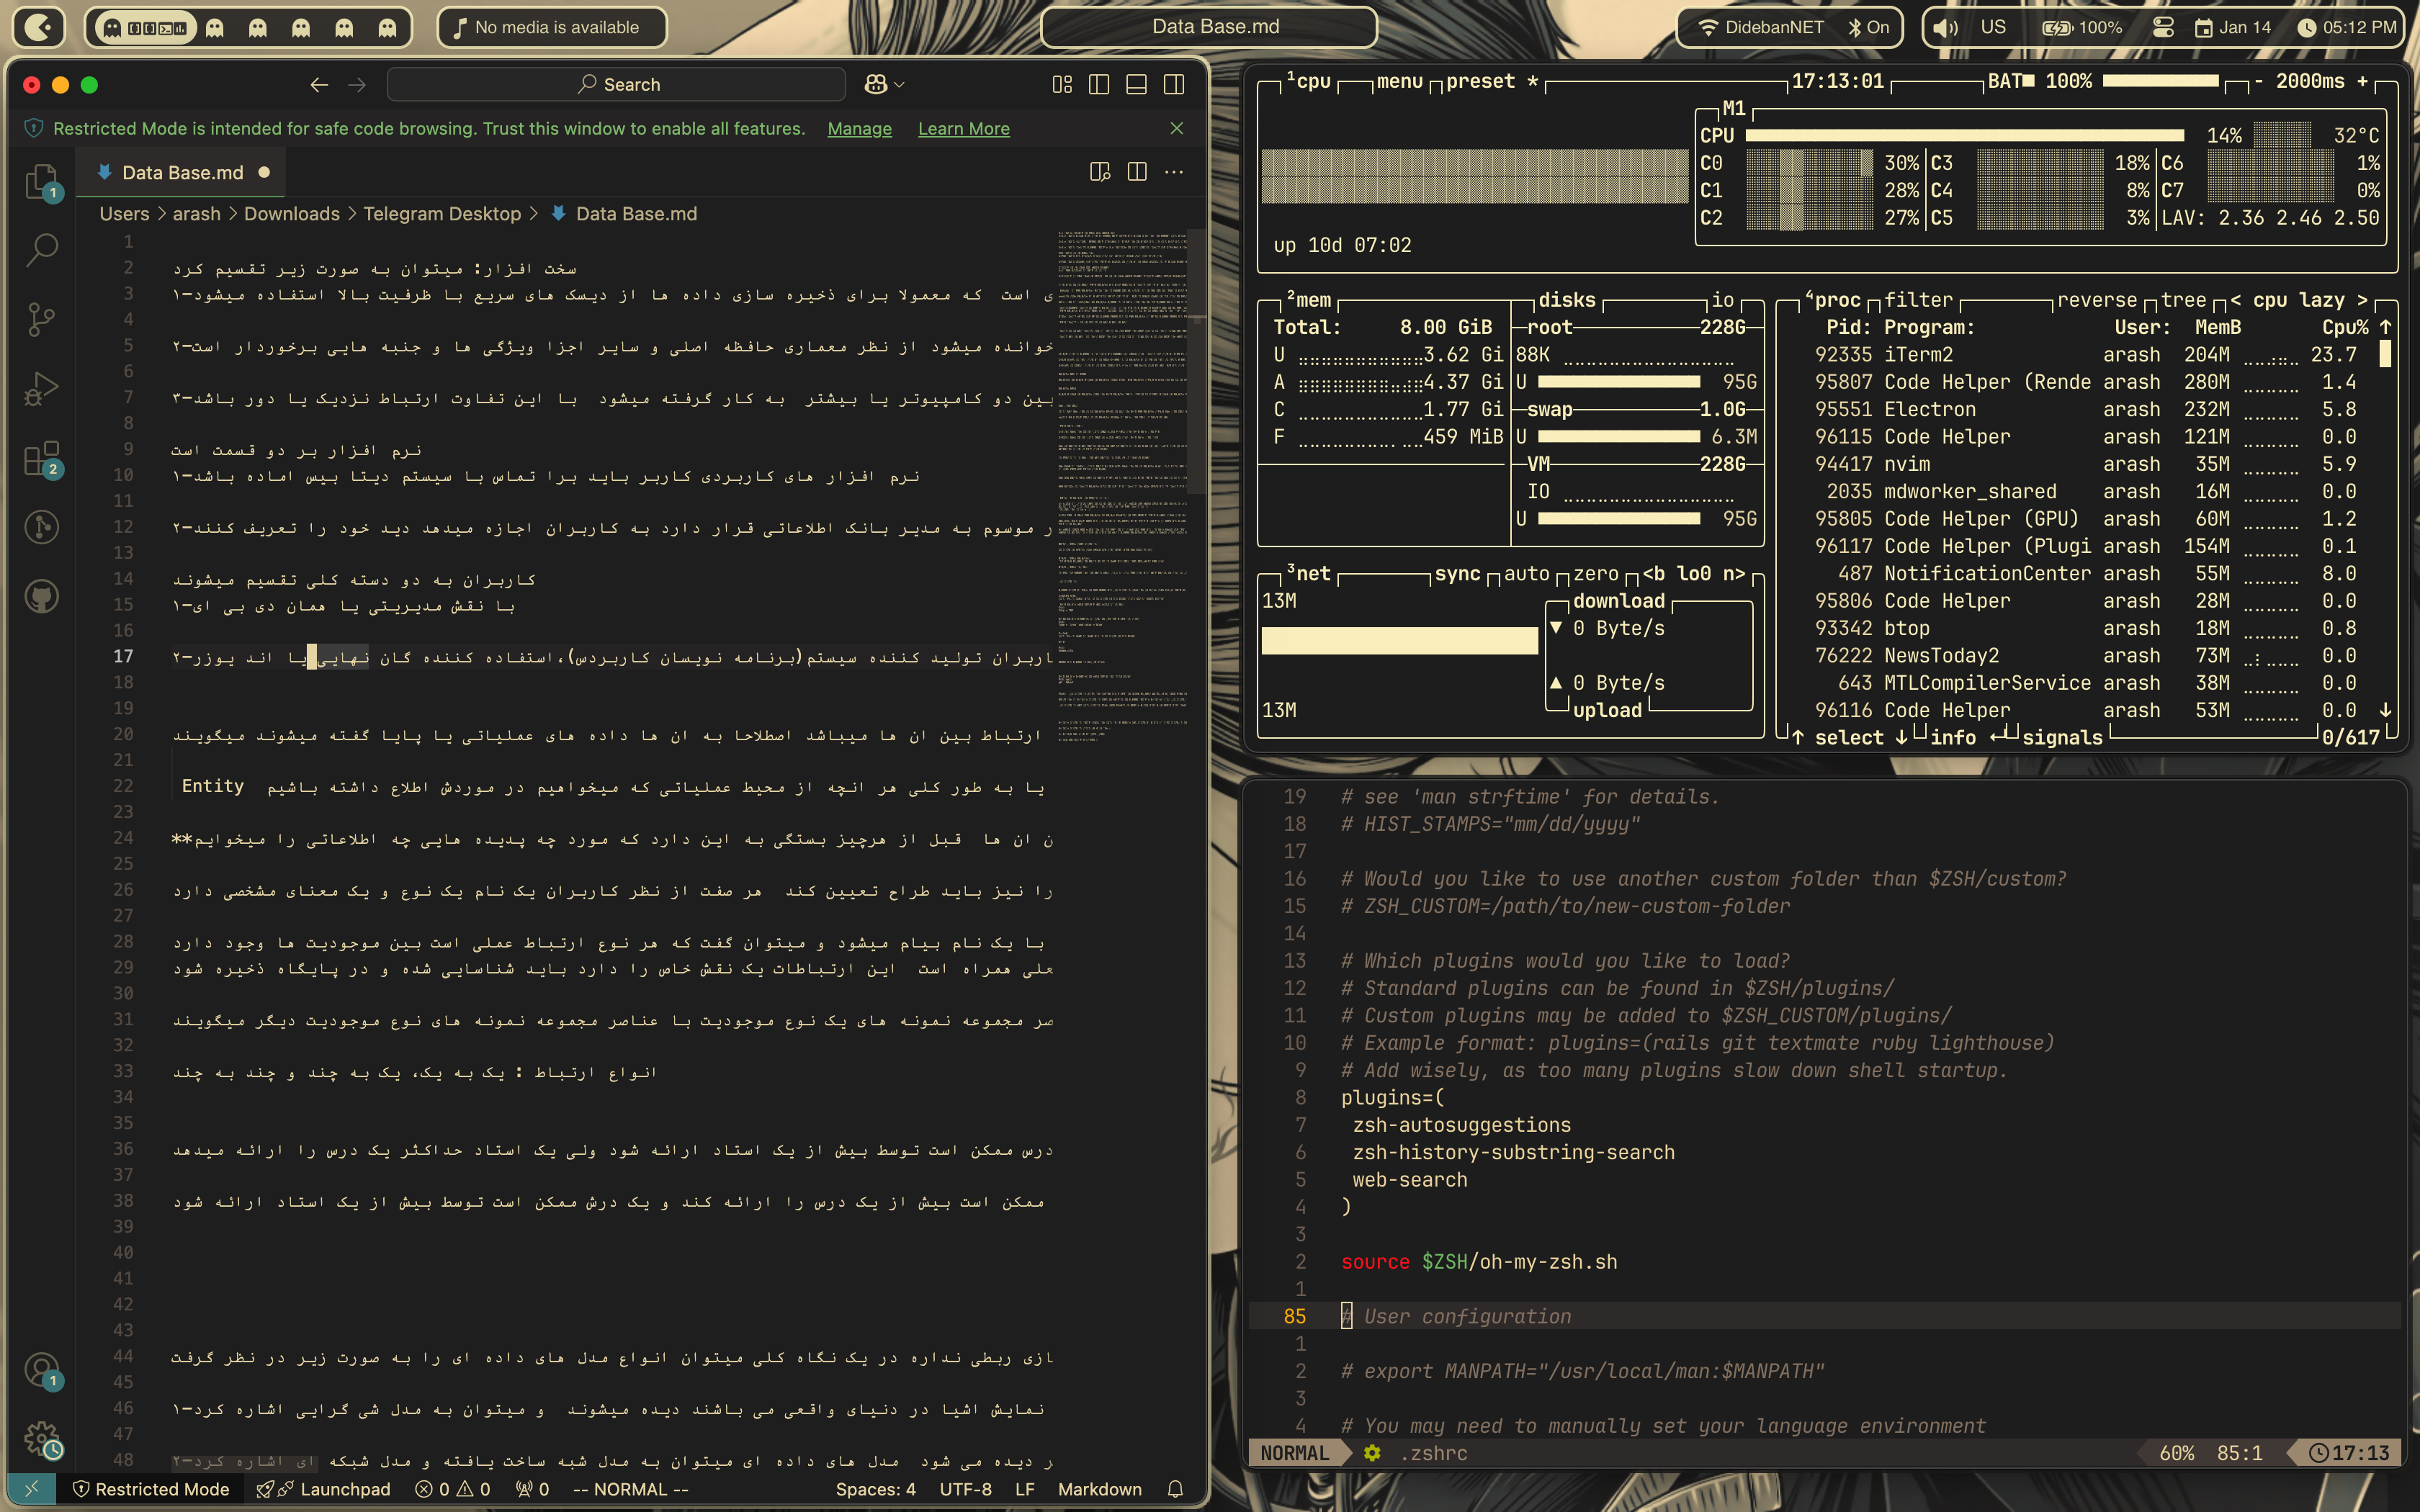 No media is available
Data Base.md
DidebanNET
On
US
100%
Jan 14
05:12 PM
Search
Restricted Mode is intended for safe code browsing. Trust this window to enable all features. Manage Learn More
Data Base.md
Users > arash > Downloads > Telegram Desktop > Data Base.md
1
2 سخت افزار: میتوان به صورت زیر تقسیم کرد
3 ۱-ی است که معمولا برای ذخیره سازی داده ها از دیسک های سریع با ظرفیت بالا استفاده میشود
4
5 ۲-خوانده میشود از نظر معماری حافظه اصلی و سایر اجزا ویژگی ها و جنبه هایی برخوردار است
6
7 ۳-بین دو کامپیوتر یا بیشتر به کار گرفته میشود با این تفاوت ارتباط نزدیک یا دور باشد
8
9 نرم افزار بر دو قسمت است
10 ۱-نرم افزار های کاربردی کاربر باید برا تماس با سیستم دیتا بیس اماده باشد
11
12 ۲-ر موسوم به مدیر بانک اطلاعاتی قرار دارد به کاربران اجازه میدهد دید خود را تعریف کنند
13
14 کاربران به دو دسته کلی تقسیم میشوند
15 ۱-با نقش مدیریتی یا همان دی بی ای
16
17 ۲-اربران تولید کننده سیستم(برنامه نویسان کاربردس)،استفاده کننده گان نهایی یا اند یوزر
18
19
20 ارتباط بین ان ها میباشد اصطلاحا به ان ها داده های عملیاتی یا پایا گفته میشوند میگویند
21
22 Entity یا به طور کلی هر انچه از محیط عملیاتی که میخواهیم در موردش اطلاع داشته باشیم
23
24 **ن ان ها قبل از هرچیز بستگی به این دارد که مورد چه پدیده هایی چه اطلاعاتی را میخوایم
25
26 را نیز باید طراح تعیین کند هر صفت از نظر کاربران یک نام یک نوع و یک معنای مشخصی دارد
27
28 با یک نام بیام میشود و میتوان گفت که هر نوع ارتباط عملی است بین موجودیت ها وجود دارد
29 علی همراه است این ارتباطات یک نقش خاص را دارد باید شناسایی شده و در پایگاه ذخیره شود
30
31 صر مجموعه نمونه های یک نوع موجودیت با عناصر مجموعه نمونه های نوع موجودیت دیگر میگویند
32
33 انواع ارتباط : یک به یک، یک به چند و چند به چند
34
35
36 درس ممکن است توسط بیش از یک استاد ارائه شود ولی یک استاد حداکثر یک درس را ارائه میدهد
37
38 ممکن است بیش از یک درس را ارائه کند و یک درش ممکن است توسط بیش از یک استاد ارائه شود
39
40
41
42
43
44 ازی ربطی نداره در یک نگاه کلی میتوان انواع مدل های داده ای را به صورت زیر در نظر گرفت
45
46 ۱-نمایش اشیا در دنیای واقعی می باشند دیده میشوند و میتوان به مدل شی گرایی اشاره کرد
47
48 ۲-ر دیده می شود مدل های داده ای میتوان به مدل شبه ساخت یافته و مدل شبکه ای اشاره کرد
Restricted Mode Launchpad 0 0 0 -- NORMAL -- Spaces: 4 UTF-8 LF Markdown
1cpu menu preset * 17:13:01 BAT 100% - 2000ms +
M1
CPU 14% 32°C
C0 30% C3 18% C6 1%
C1 28% C4 8% C7 0%
C2 27% C5 3% LAV: 2.36 2.46 2.50
up 10d 07:02
2mem disks io
Total: 8.00 GiB root 228G
U 3.62 Gi 88K
A 4.37 Gi U 95G
C 1.77 Gi swap 1.0G
F 459 MiB U 6.3M
VM 228G
IO
U 95G
3net sync auto zero <b lo0 n>
13M download
▼ 0 Byte/s
▲ 0 Byte/s
13M upload
4proc filter reverse tree < cpu lazy >
Pid: Program: User: MemB Cpu% ↑
92335 iTerm2 arash 204M 23.7
95807 Code Helper (Rende arash 280M 1.4
95551 Electron arash 232M 5.8
96115 Code Helper arash 121M 0.0
94417 nvim arash 35M 5.9
2035 mdworker_shared arash 16M 0.0
95805 Code Helper (GPU) arash 60M 1.2
96117 Code Helper (Plugi arash 154M 0.1
487 NotificationCenter arash 55M 8.0
95806 Code Helper arash 28M 0.0
93342 btop arash 18M 0.8
76222 NewsToday2 arash 73M 0.0
643 MTLCompilerService arash 38M 0.0
96116 Code Helper arash 53M 0.0 ↓
↑ select ↓ info ↵ signals 0/617
19 # see 'man strftime' for details.
18 # HIST_STAMPS="mm/dd/yyyy"
17
16 # Would you like to use another custom folder than $ZSH/custom?
15 # ZSH_CUSTOM=/path/to/new-custom-folder
14
13 # Which plugins would you like to load?
12 # Standard plugins can be found in $ZSH/plugins/
11 # Custom plugins may be added to $ZSH_CUSTOM/plugins/
10 # Example format: plugins=(rails git textmate ruby lighthouse)
9 # Add wisely, as too many plugins slow down shell startup.
8 plugins=(
7 zsh-autosuggestions
6 zsh-history-substring-search
5 web-search
4 )
3
2 source $ZSH/oh-my-zsh.sh
1
85 # User configuration
1
2 # export MANPATH="/usr/local/man:$MANPATH"
3
4 # You may need to manually set your language environment
NORMAL .zshrc 60% 85:1 17:13